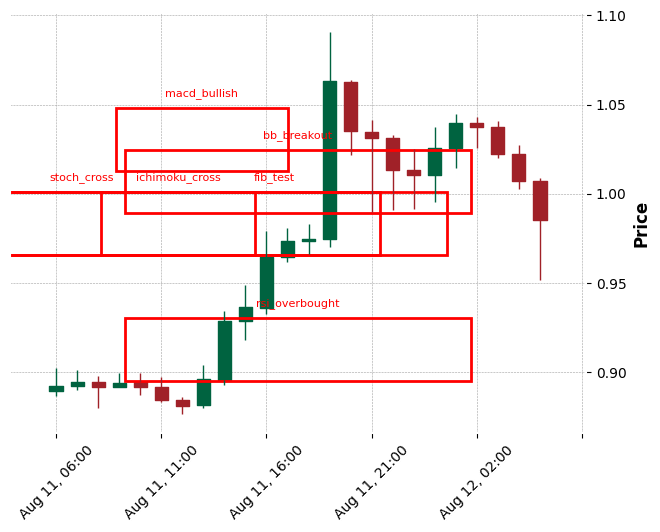 1.10
macd_bullish
1.05
bb_breakout
stoch_cross
ichimoku_cross
fib_test
1.00
Price
0.95
0.90
Aug 11, 06:00
Aug 11, 11:00
Aug 11, 16:00
Aug 11, 21:00
Aug 12, 02:00